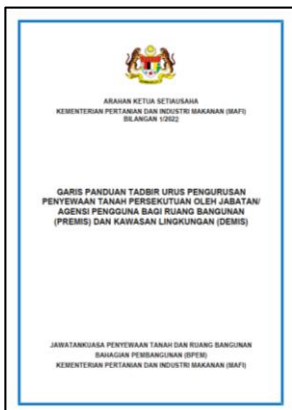 ARAHAN KETUA SETIAUSAHA
KEMENTERIAN PERTANIAN DAN INDUSTRI MAKANAN (MAFI)
BILANGAN 1/2022
GARIS PANDUAN TADBIR URUS PENGURUSAN
PENYEWAAN TANAH PERSEKUTUAN OLEH JABATAN/
AGENSI PENGGUNA BAGI RUANG BANGUNAN
(PREMIS) DAN KAWASAN LINGKUNGAN (DEMIS)
JAWATANKUASA PENYEWAAN TANAH DAN RUANG BANGUNAN
BAHAGIAN PEMBANGUNAN (BPEM)
KEMENTERIAN PERTANIAN DAN INDUSTRI MAKANAN (MAFI)